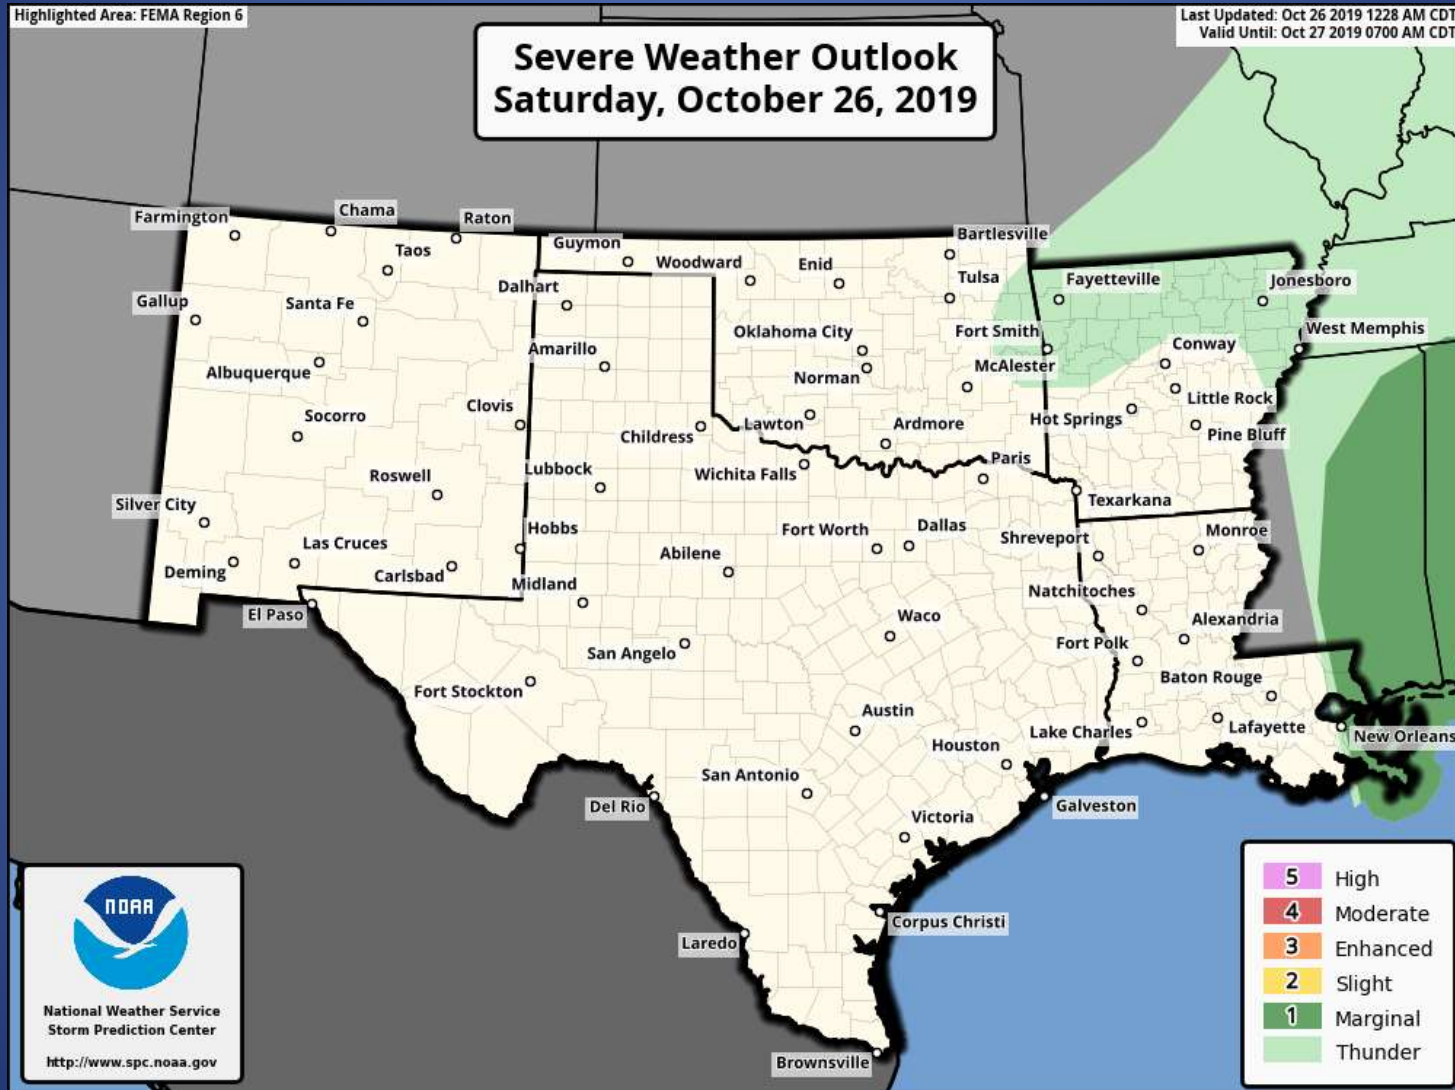 Highlighted Area: FEMA Region 6
Last Updated: Oct 26 2019 1228 AM CDT
Valid Until: Oct 27 2019 0700 AM CDT
Severe Weather Outlook
Saturday, October 26, 2019
Farmington
Chama
Raton
Taos
Guymon
Woodward
Enid
Bartlesville
Tulsa
Fayetteville
Jonesboro
Gallup
Santa Fe
Dalhart
Oklahoma City
Fort Smith
West Memphis
Albuquerque
Amarillo
Norman
McAlester
Conway
Socorro
Clovis
Childress
Lawton
Ardmore
Hot Springs
Little Rock
Pine Bluff
Roswell
Lubbock
Wichita Falls
Paris
Texarkana
Silver City
Hobbs
Fort Worth
Dallas
Shreveport
Monroe
Las Cruces
Abilene
Deming
Carlsbad
Midland
Natchitoches
El Paso
Waco
Alexandria
San Angelo
Fort Polk
Fort Stockton
Baton Rouge
Austin
Lake Charles
Lafayette
New Orleans
Houston
San Antonio
Del Rio
Galveston
Victoria
Corpus Christi
Laredo
Brownsville
NOAA
National Weather Service
Storm Prediction Center
http://www.spc.noaa.gov
5 High
4 Moderate
3 Enhanced
2 Slight
1 Marginal
Thunder